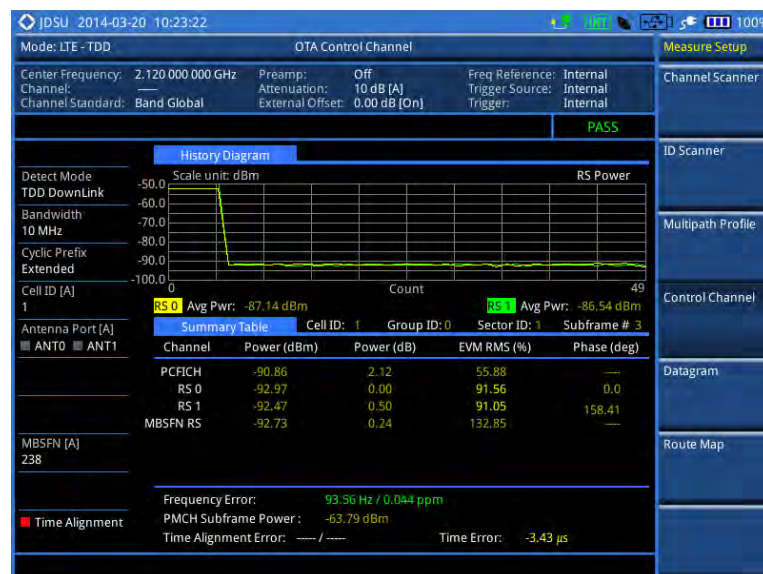 JDSU 2014-03-20 10:23:22
100%
Mode: LTE - TDD OTA Control Channel Measure Setup
Center Frequency: 2.120 000 000 GHz Preamp: Off Freq Reference: Internal
Channel: ---- Attenuation: 10 dB [A] Trigger Source: Internal
Channel Standard: Band Global External Offset: 0.00 dB [On] Trigger: Internal
Channel Scanner
PASS
History Diagram
ID Scanner
Detect Mode
TDD DownLink
Scale unit: dBm RS Power
-50.0
-60.0
-70.0
-80.0
-90.0
-100.0
Bandwidth
10 MHz
Multipath Profile
Cyclic Prefix
Extended
0 Count 49
Cell ID [A]
1
RS 0 Avg Pwr: -87.14 dBm RS 1 Avg Pwr: -86.54 dBm
Control Channel
Antenna Port [A]
ANT0 ANT1
Summary Table Cell ID: 1 Group ID: 0 Sector ID: 1 Subframe # 3
Channel Power (dBm) Power (dB) EVM RMS (%) Phase (deg)
PCFICH -90.86 2.12 55.88 ----
RS 0 -92.97 0.00 91.56 0.0
RS 1 -92.47 0.50 91.05 158.41
MBSFN RS -92.73 0.24 132.85 ----
Datagram
MBSFN [A]
238
Route Map
Frequency Error: 93.56 Hz / 0.044 ppm
PMCH Subframe Power : -63.79 dBm
Time Alignment Error: ----- / ----- Time Error: -3.43 µs
Time Alignment